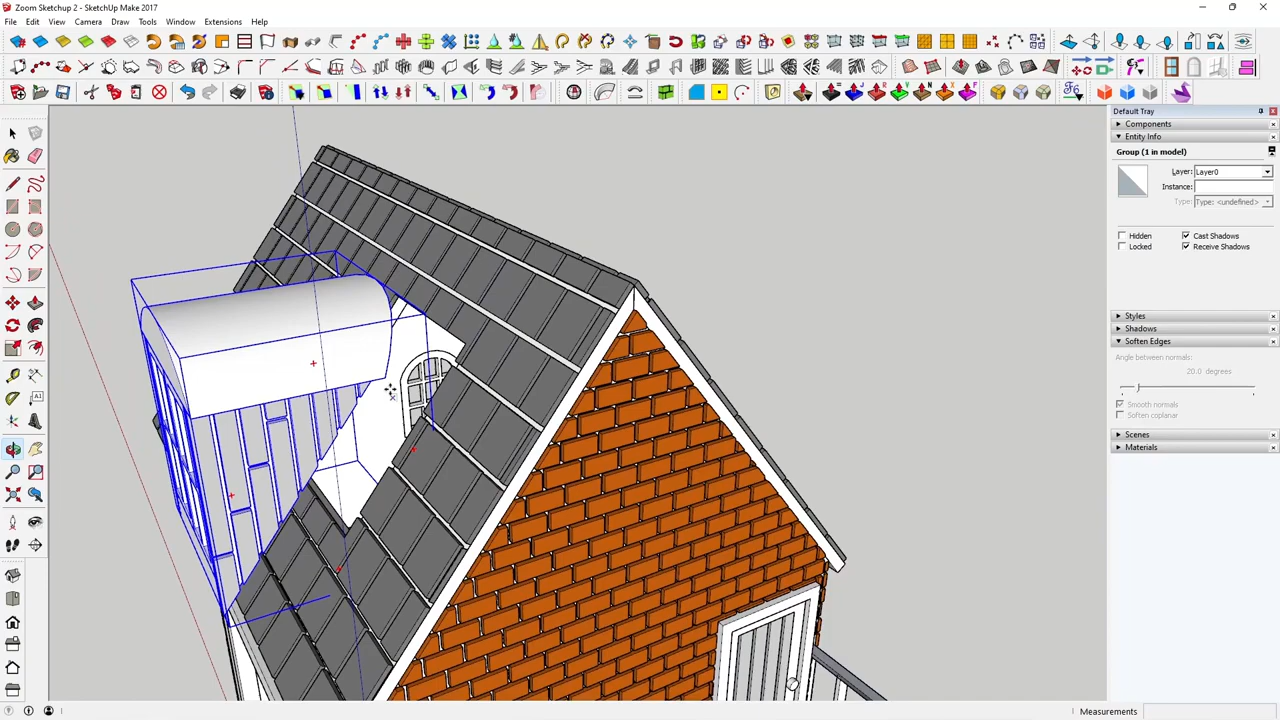 Zoom Sketchup 2 - SketchUp Make 2017
File Edit View Camera Draw Tools Window Extensions Help
Default Tray
Components
Entity Info
Group (1 in model)
Layer: Layer0
Instance:
Type: Type: <undefined>
Hidden Cast Shadows
Locked Receive Shadows
Styles
Shadows
Soften Edges
Angle between normals:
20.0 degrees
Smooth normals
Soften coplanar
Scenes
Materials
Measurements